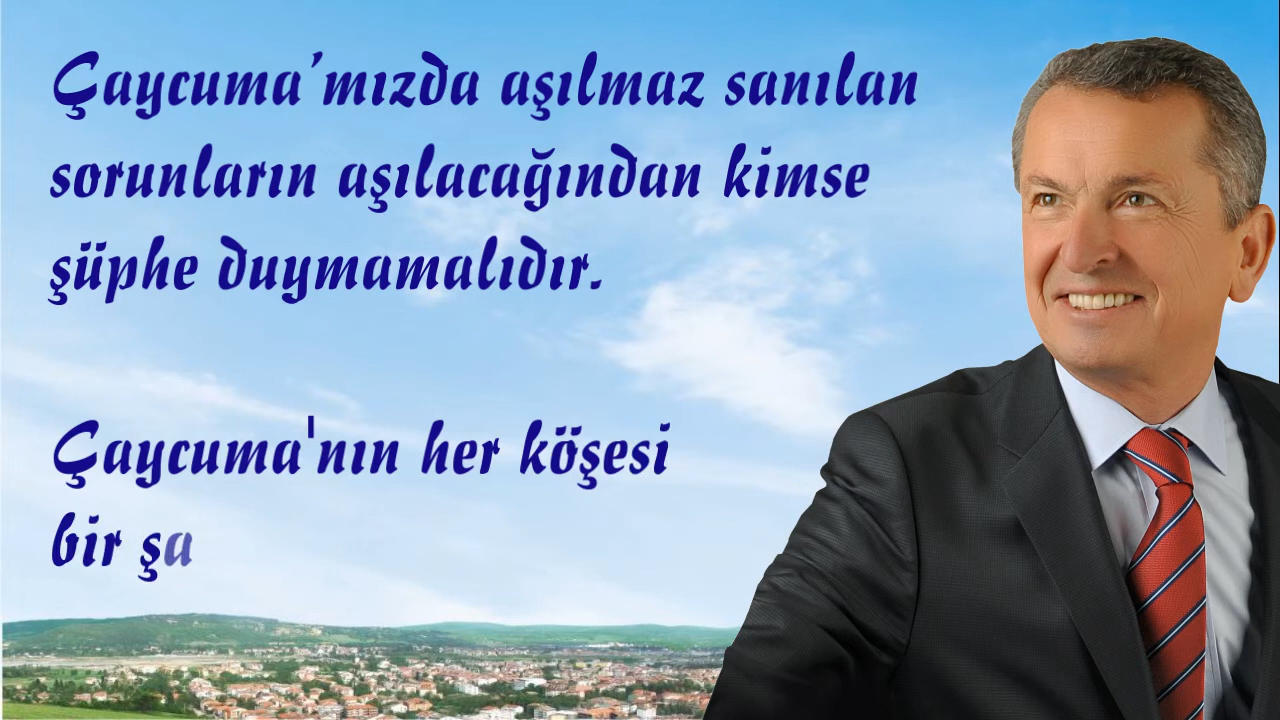 Çaycuma’mızda aşılmaz sanılan
sorunların aşılacağından kimse
şüphe duymamalıdır.
Çaycuma'nın her köşesi
bir şa